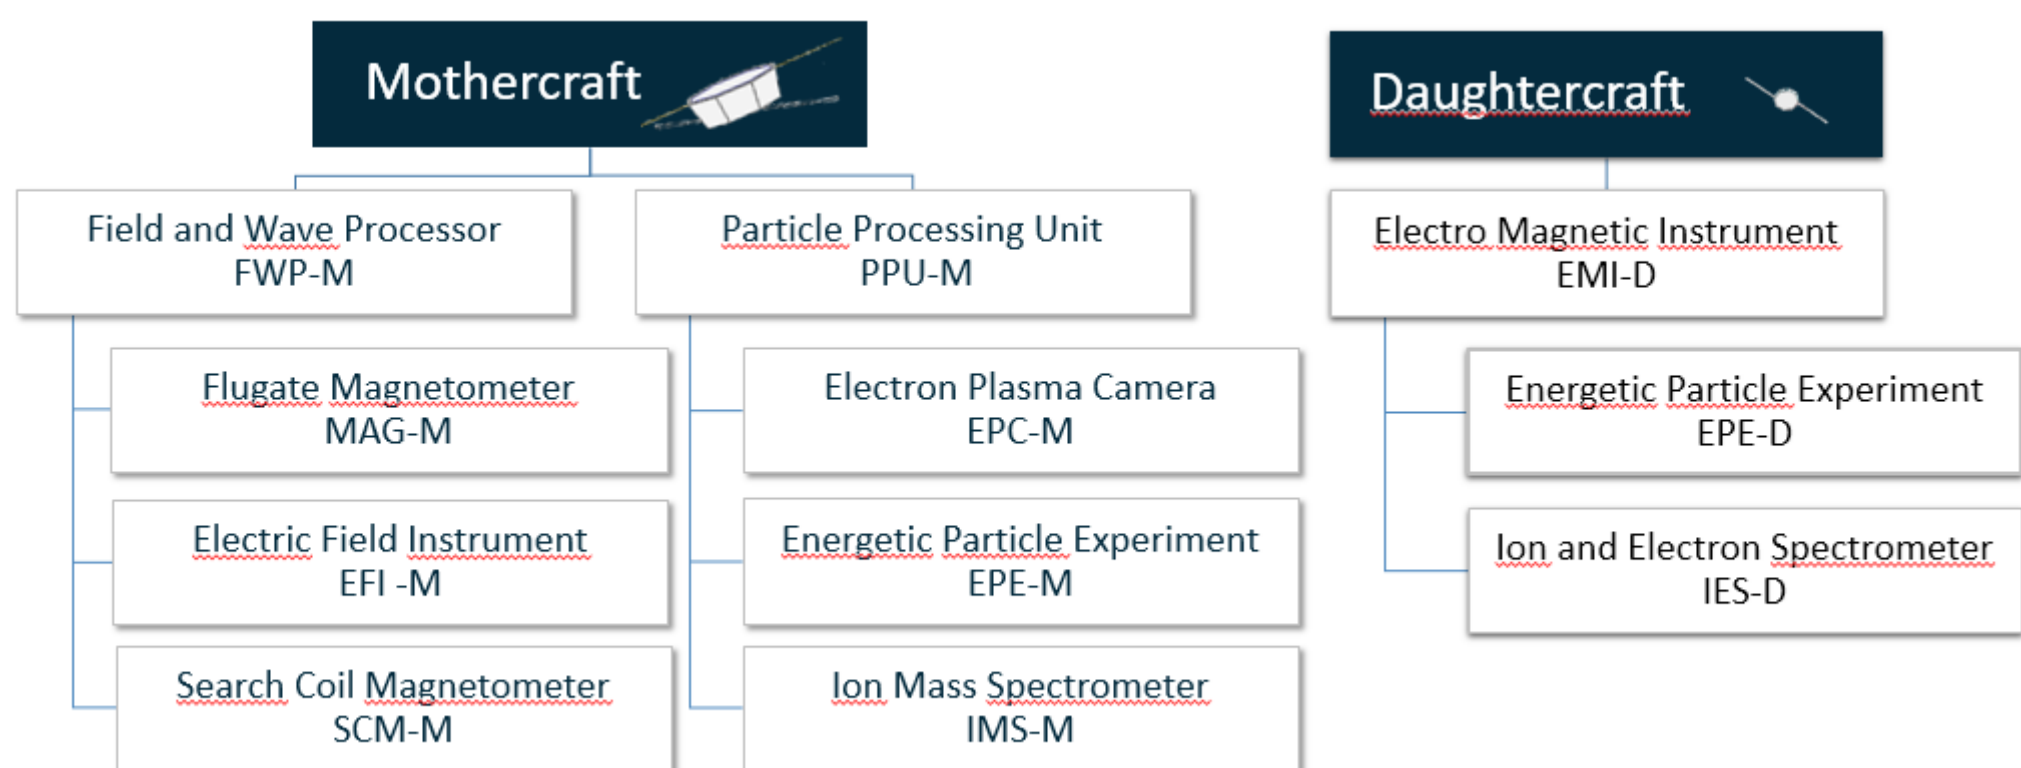 Mothercraft
Field and Wave Processor
FWP-M
Flugate Magnetometer
MAG-M
Electric Field Instrument
EFI -M
Search Coil Magnetometer
SCM-M
Particle Processing Unit
PPU-M
Electron Plasma Camera
EPC-M
Energetic Particle Experiment
EPE-M
Ion Mass Spectrometer
IMS-M
Daughtercraft
Electro Magnetic Instrument
EMI-D
Energetic Particle Experiment
EPE-D
Ion and Electron Spectrometer
IES-D